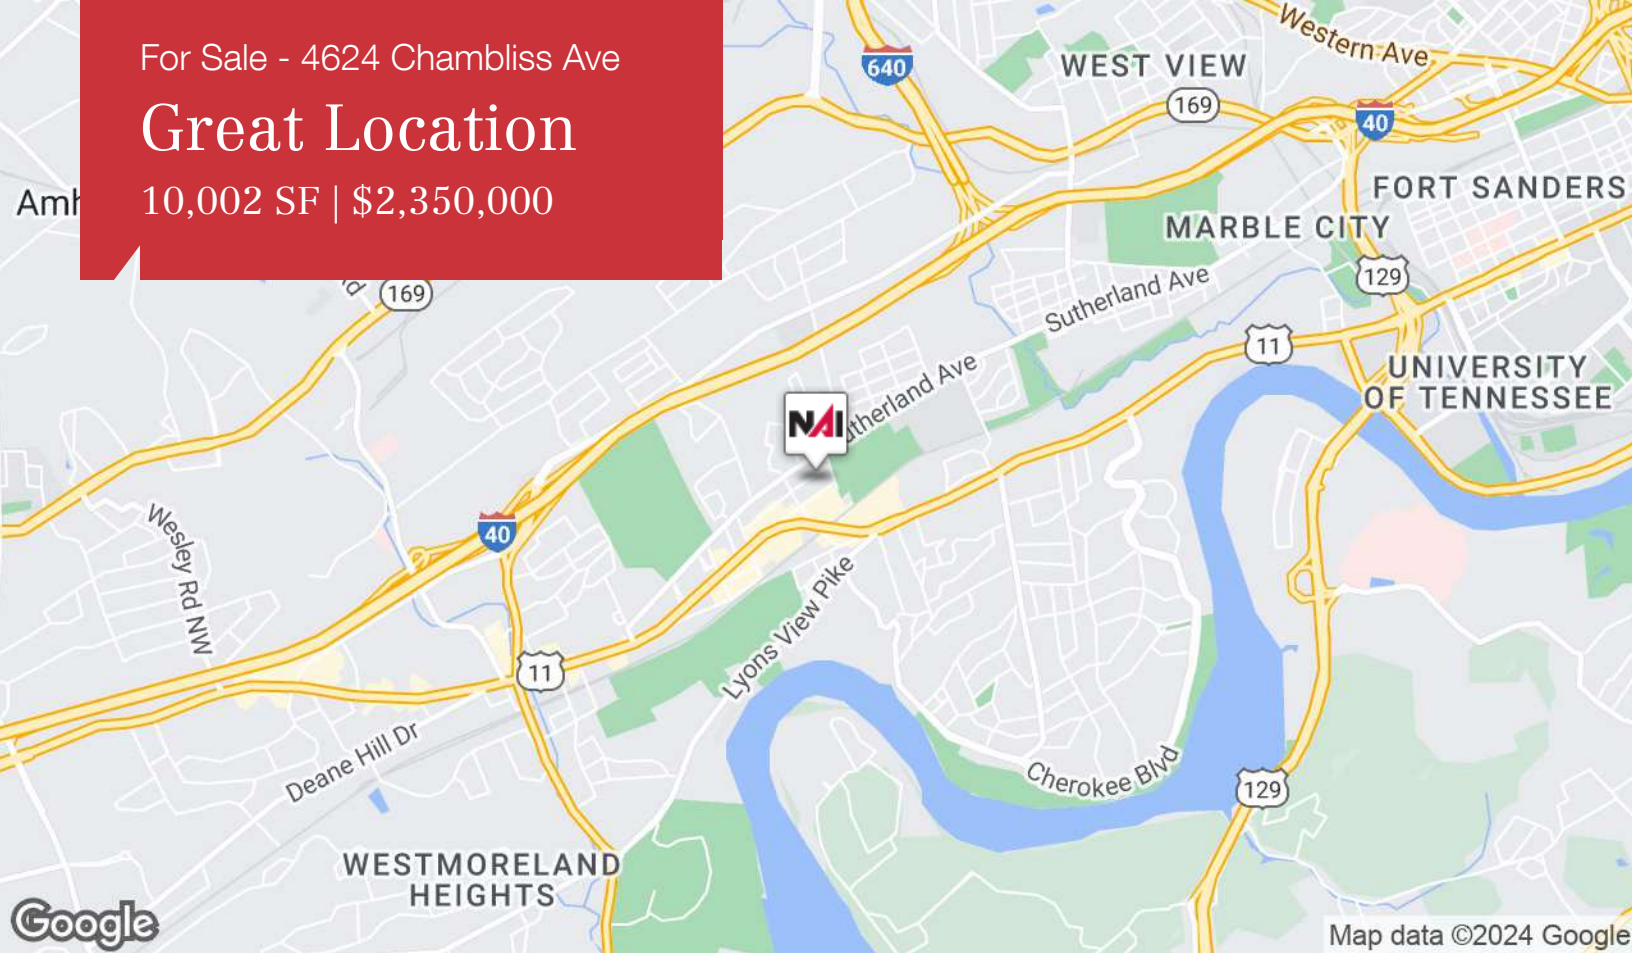 For Sale - 4624 Chambliss Ave
Great Location
10,002 SF | $2,350,000
Western Ave
640
WEST VIEW
169
40
FORT SANDERS
MARBLE CITY
129
Amh
169
Sutherland Ave
11
UNIVERSITY
OF TENNESSEE
utherland Ave
NAI
Wesley Rd NW
40
Lyons View Pike
11
Deane Hill Dr
Cherokee Blvd
129
WESTMORELAND
HEIGHTS
Google
Map data ©2024 Google